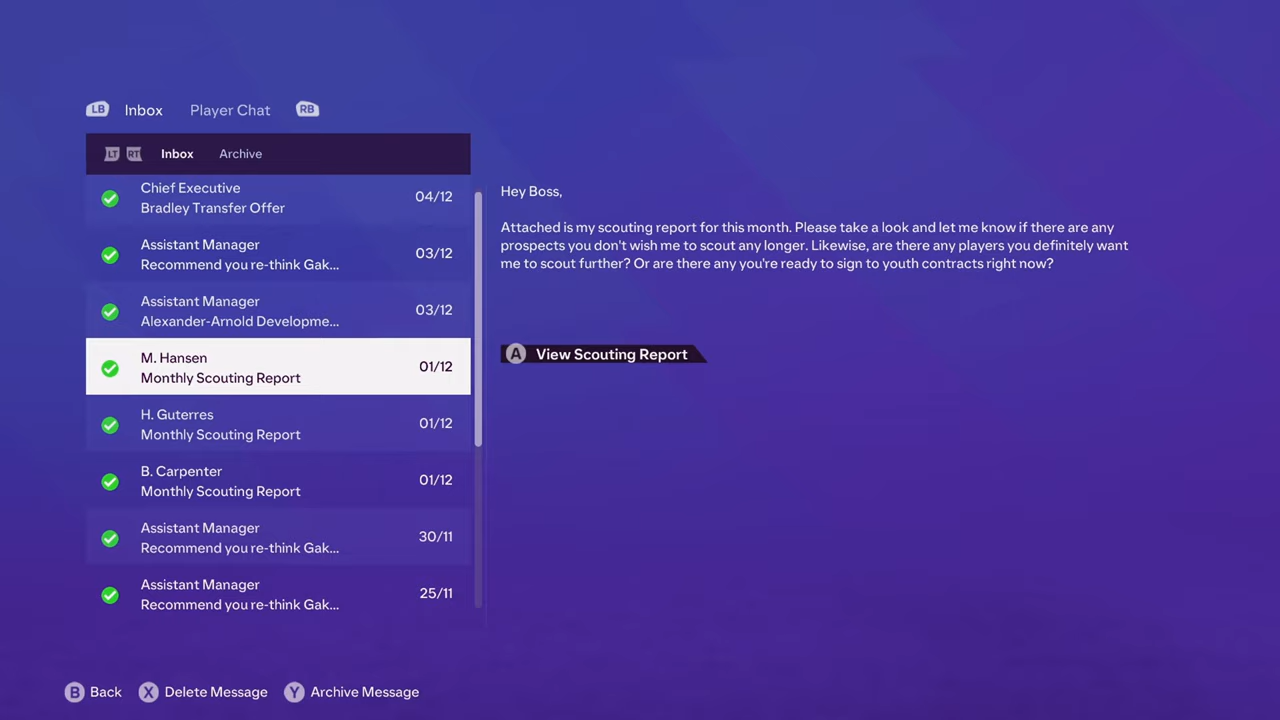 LB Inbox Player Chat RB
LT RT Inbox Archive
Chief Executive
Bradley Transfer Offer
04/12
Assistant Manager
Recommend you re-think Gak...
03/12
Assistant Manager
Alexander-Arnold Developme...
03/12
M. Hansen
Monthly Scouting Report
01/12
H. Guterres
Monthly Scouting Report
01/12
B. Carpenter
Monthly Scouting Report
01/12
Assistant Manager
Recommend you re-think Gak...
30/11
Assistant Manager
Recommend you re-think Gak...
25/11
Hey Boss,
Attached is my scouting report for this month. Please take a look and let me know if there are any
prospects you don't wish me to scout any longer. Likewise, are there any players you definitely want
me to scout further? Or are there any you're ready to sign to youth contracts right now?
A View Scouting Report
B Back X Delete Message Y Archive Message